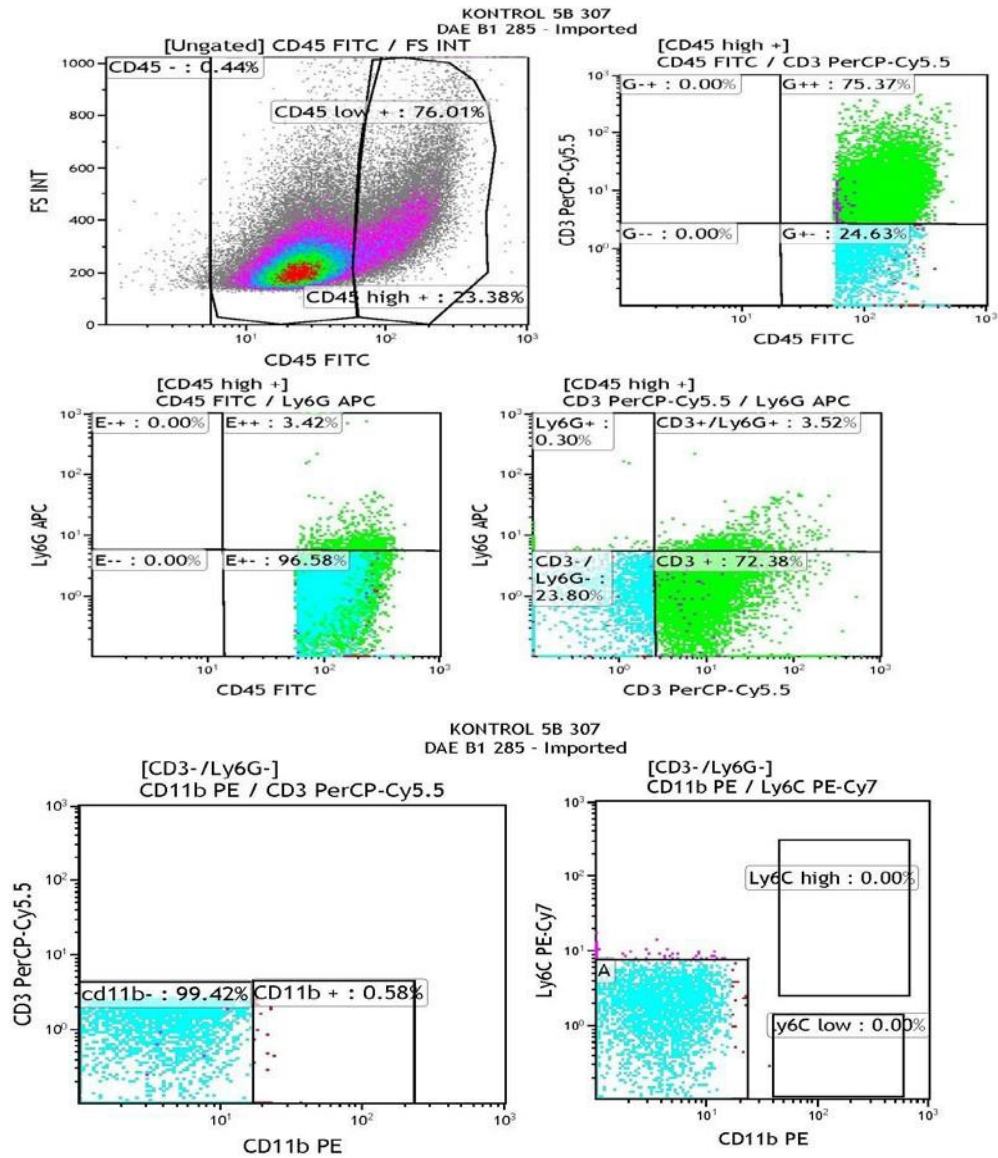 KONTROL 5B 307
DAE B1 285 - Imported
[Ungated] CD45 FITC / FS INT
CD45 - : 0.44%
CD45 low + : 76.01%
CD45 high + : 23.38%
1000
800
600
400
200
0
FS INT
10¹ 10² 10³
CD45 FITC
[CD45 high +]
CD45 FITC / CD3 PerCP-Cy5.5
G-+ : 0.00%
G++ : 75.37%
G-- : 0.00%
G+- : 24.63%
10³
10²
10¹
10⁰
CD3 PerCP-Cy5.5
10¹ 10² 10³
CD45 FITC
[CD45 high +]
CD45 FITC / Ly6G APC
E-+ : 0.00%
E++ : 3.42%
E-- : 0.00%
E+- : 96.58%
10³
10²
10¹
10⁰
Ly6G APC
10¹ 10² 10³
CD45 FITC
[CD45 high +]
CD3 PerCP-Cy5.5 / Ly6G APC
Ly6G+ :
0.30%
CD3+/Ly6G+ : 3.52%
CD3-/
Ly6G- :
23.80%
CD3 + : 72.38%
10³
10²
10¹
10⁰
Ly6G APC
10⁰ 10¹ 10² 10³
CD3 PerCP-Cy5.5
KONTROL 5B 307
DAE B1 285 - Imported
[CD3-/Ly6G-]
CD11b PE / CD3 PerCP-Cy5.5
cd11b- : 99.42%
CD11b + : 0.58%
10³
10²
10¹
10⁰
CD3 PerCP-Cy5.5
10¹ 10² 10³
CD11b PE
[CD3-/Ly6G-]
CD11b PE / Ly6C PE-Cy7
Ly6C high : 0.00%
A
Ly6C low : 0.00%
10³
10²
10¹
10⁰
Ly6C PE-Cy7
10¹ 10² 10³
CD11b PE